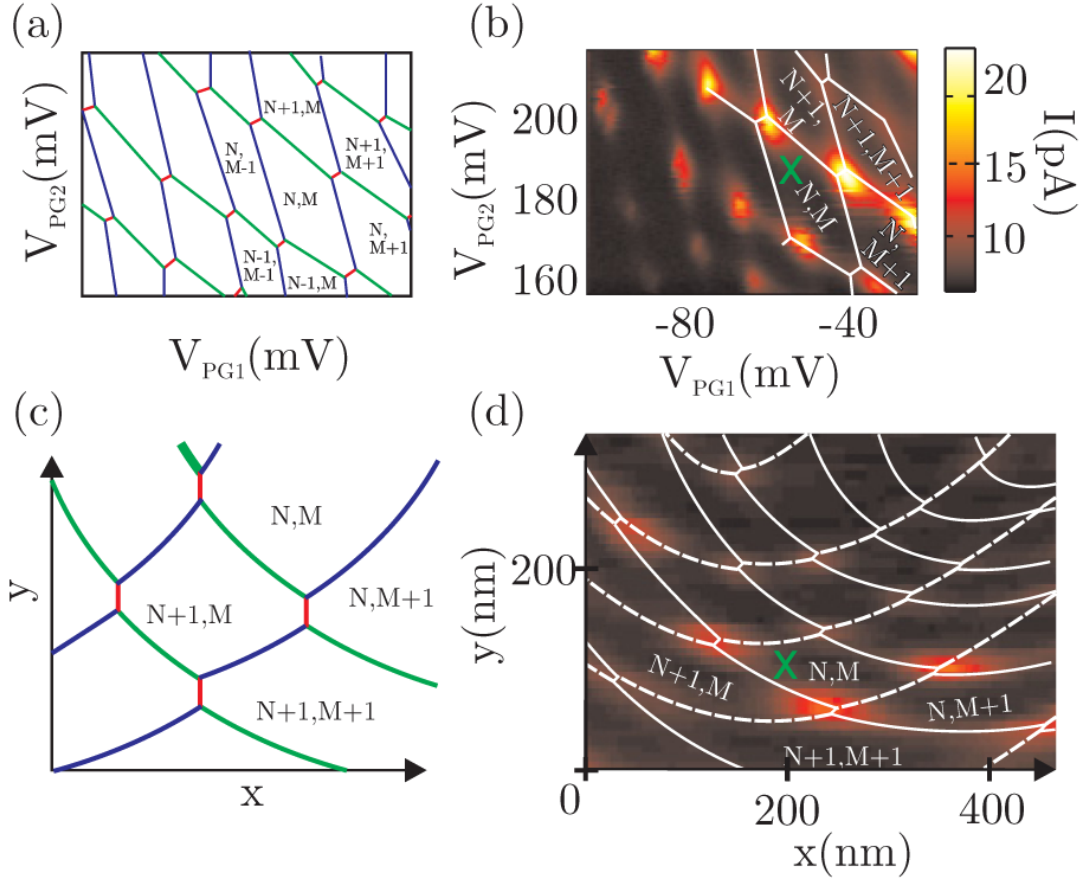 (a)
V_PG2(mV)
N+1,M
N,
M-1
N+1,
M+1
N,M
N,
M+1
N-1,
M-1
N-1,M
V_PG1(mV)
(b)
V_PG2(mV)
200
180
160
N+1,
M
N+1,M+1
N,M
N,
M+1
X
-80
-40
V_PG1(mV)
20
15
10
I(pA)
(c)
y
N,M
N+1,M
N,M+1
N+1,M+1
x
(d)
y(nm)
200
0
N+1,M
X
N,M
N,M+1
N+1,M+1
200
400
x(nm)